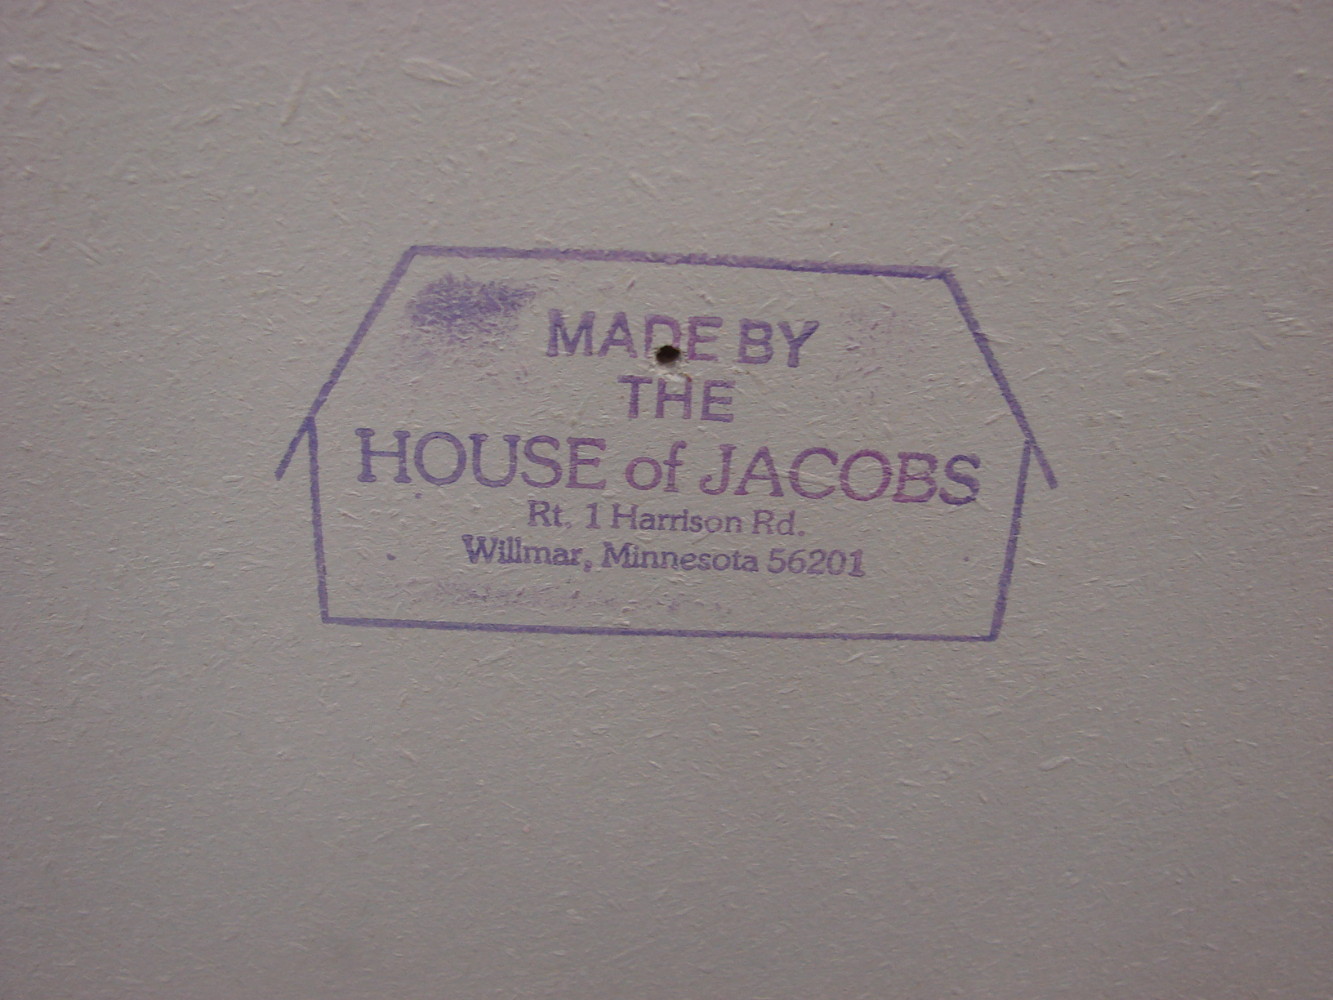 MADE BY
THE
HOUSE of JACOBS
Rt. 1 Harrison Rd.
Willmar, Minnesota 56201